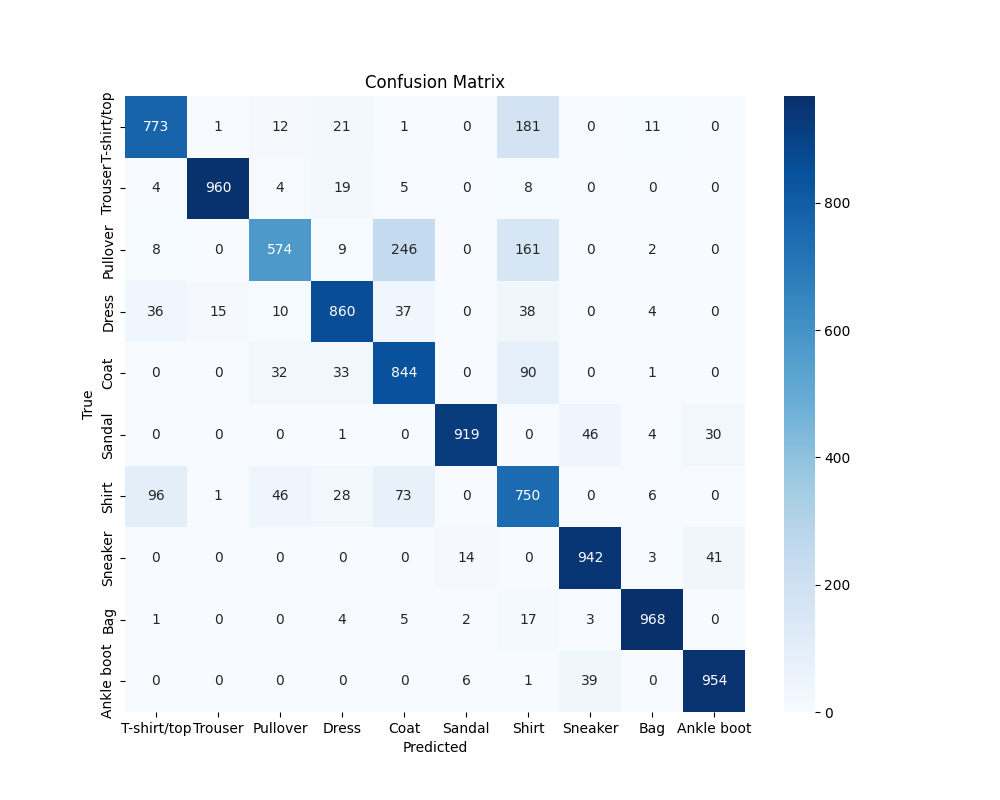 Confusion Matrix
T-shirt/top 773 1 12 21 1 0 181 0 11 0
Trouser 4 960 4 19 5 0 8 0 0 0
800
Pullover 8 0 574 9 246 0 161 0 2 0
Dress 36 15 10 860 37 0 38 0 4 0
600
Coat 0 0 32 33 844 0 90 0 1 0
True
Sandal 0 0 0 1 0 919 0 46 4 30
400
Shirt 96 1 46 28 73 0 750 0 6 0
Sneaker 0 0 0 0 0 14 0 942 3 41
200
Bag 1 0 0 4 5 2 17 3 968 0
Ankle boot 0 0 0 0 0 6 1 39 0 954
0
T-shirt/top Trouser Pullover Dress Coat Sandal Shirt Sneaker Bag Ankle boot
Predicted